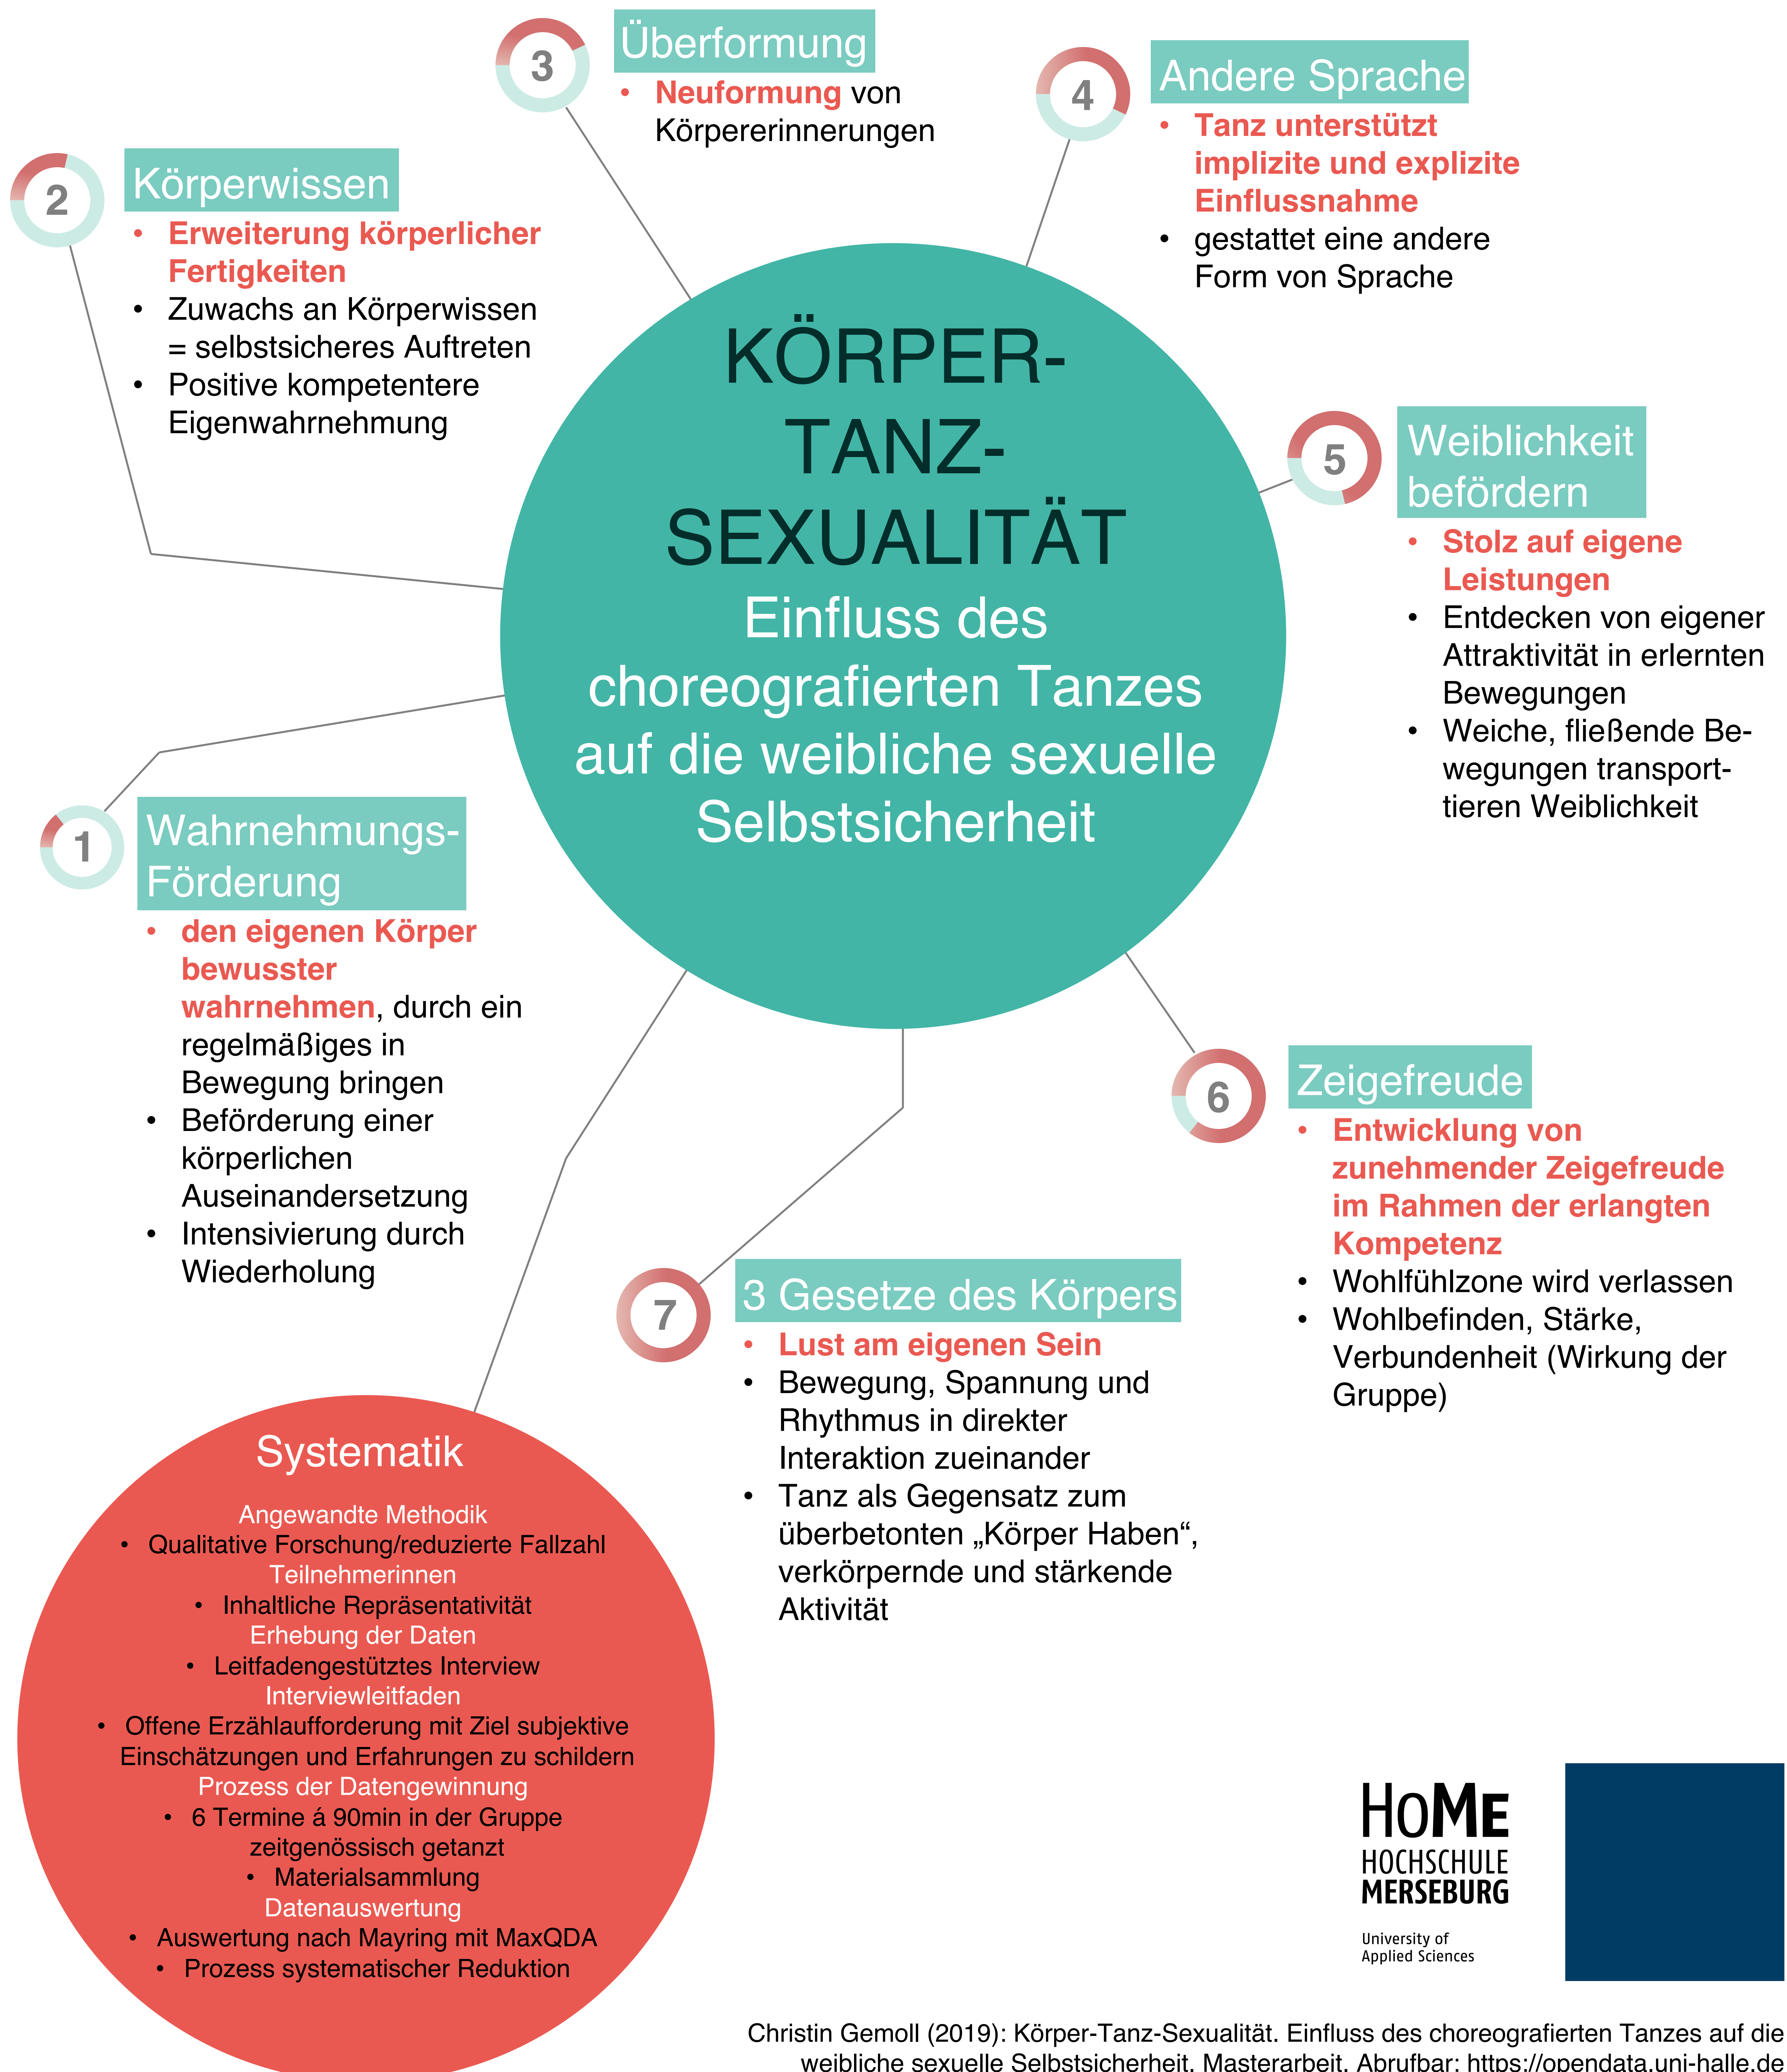 KÖRPER-
TANZ-
SEXUALITÄT
Einfluss des
choreografierten Tanzes
auf die weibliche sexuelle
Selbstsicherheit
1
Wahrnehmungs-
Förderung
• den eigenen Körper
bewusster
wahrnehmen, durch ein
regelmäßiges in
Bewegung bringen
• Beförderung einer
körperlichen
Auseinandersetzung
• Intensivierung durch
Wiederholung
2
Körperwissen
• Erweiterung körperlicher
Fertigkeiten
• Zuwachs an Körperwissen
= selbstsicheres Auftreten
• Positive kompetentere
Eigenwahrnehmung
3
Überformung
• Neuformung von
Körpererinnerungen
4
Andere Sprache
• Tanz unterstützt
implizite und explizite
Einflussnahme
• gestattet eine andere
Form von Sprache
5
Weiblichkeit
befördern
• Stolz auf eigene
Leistungen
• Entdecken von eigener
Attraktivität in erlernten
Bewegungen
• Weiche, fließende Be-
wegungen transport-
tieren Weiblichkeit
6
Zeigefreude
• Entwicklung von
zunehmender Zeigefreude
im Rahmen der erlangten
Kompetenz
• Wohlfühlzone wird verlassen
• Wohlbefinden, Stärke,
Verbundenheit (Wirkung der
Gruppe)
7
3 Gesetze des Körpers
• Lust am eigenen Sein
• Bewegung, Spannung und
Rhythmus in direkter
Interaktion zueinander
• Tanz als Gegensatz zum
überbetonten „Körper Haben“,
verkörpernde und stärkende
Aktivität
Systematik
Angewandte Methodik
• Qualitative Forschung/reduzierte Fallzahl
Teilnehmerinnen
• Inhaltliche Repräsentativität
Erhebung der Daten
• Leitfadengestütztes Interview
Interviewleitfaden
• Offene Erzählaufforderung mit Ziel subjektive
Einschätzungen und Erfahrungen zu schildern
Prozess der Datengewinnung
• 6 Termine á 90min in der Gruppe
zeitgenössisch getanzt
• Materialsammlung
Datenauswertung
• Auswertung nach Mayring mit MaxQDA
• Prozess systematischer Reduktion
HOME
HOCHSCHULE
MERSEBURG
University of
Applied Sciences
Christin Gemoll (2019): Körper-Tanz-Sexualität. Einfluss des choreografierten Tanzes auf die
weibliche sexuelle Selbstsicherheit. Masterarbeit. Abrufbar: https://opendata.uni-halle.de